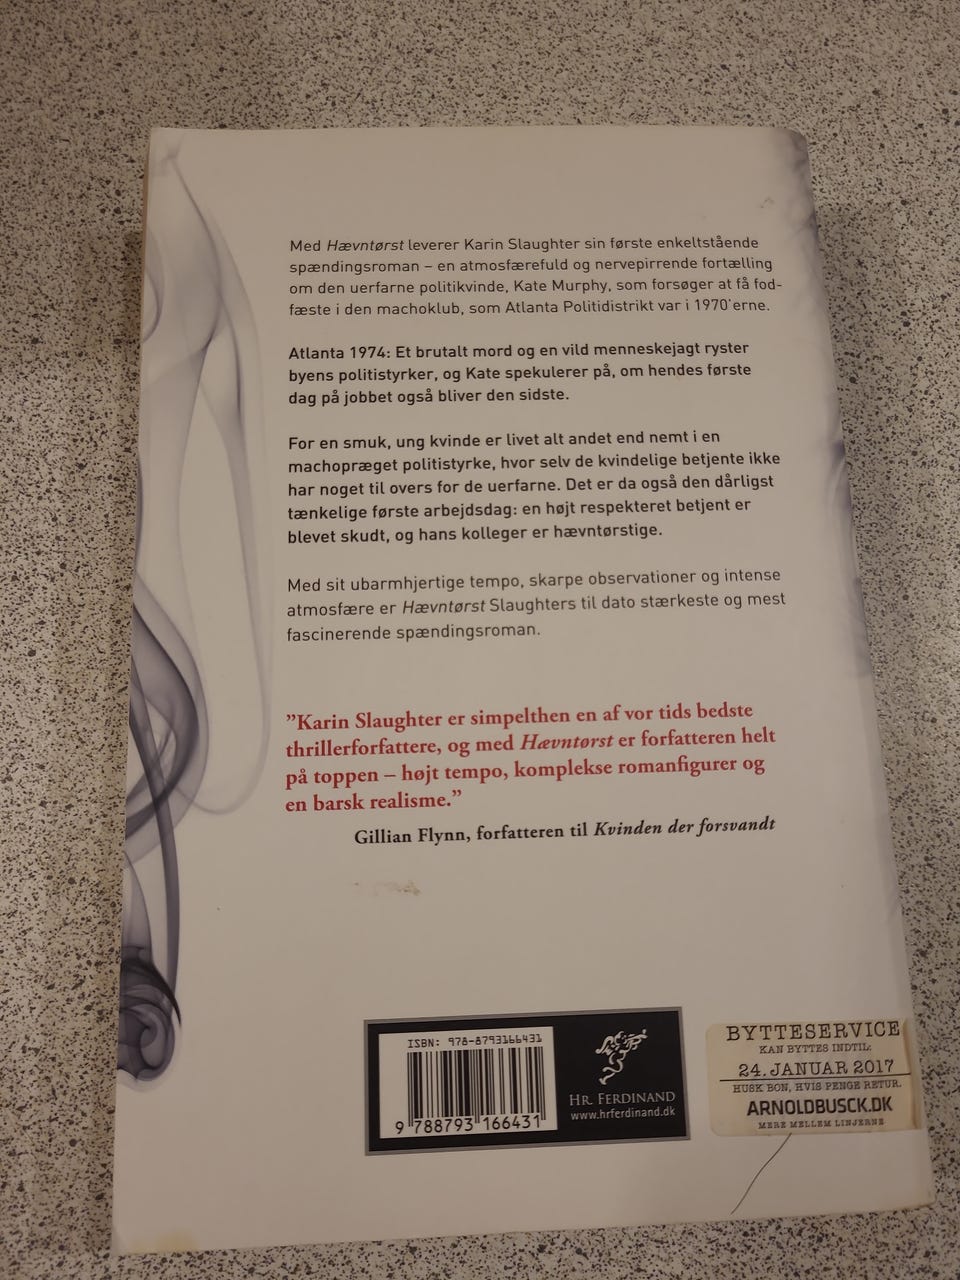 Med Hævntørst leverer Karin Slaughter sin første enkeltstående
spændingsroman – en atmosfærefuld og nervepirrende fortælling
om den uerfarne politikvinde, Kate Murphy, som forsøger at få fod-
fæste i den machoklub, som Atlanta Politidistrikt var i 1970'erne.
Atlanta 1974: Et brutalt mord og en vild menneskejagt ryster
byens politistyrker, og Kate spekulerer på, om hendes første
dag på jobbet også bliver den sidste.
For en smuk, ung kvinde er livet alt andet end nemt i en
machopræget politistyrke, hvor selv de kvindelige betjente ikke
har noget til overs for de uerfarne. Det er da også den dårligst
tænkelige første arbejdsdag: en højt respekteret betjent er
blevet skudt, og hans kolleger er hævntørstige.
Med sit ubarmhjertige tempo, skarpe observationer og intense
atmosfære er Hævntørst Slaughters til dato stærkeste og mest
fascinerende spændingsroman.
”Karin Slaughter er simpelthen en af vor tids bedste
thrillerforfattere, og med Hævntørst er forfatteren helt
på toppen – højt tempo, komplekse romanfigurer og
en barsk realisme.”
Gillian Flynn, forfatteren til Kvinden der forsvandt
ISBN: 978-8793166431
9 788793 166431
HR. FERDINAND
www.hrferdinand.dk
BYTTESERVICE
KAN BYTTES INDTIL:
24. JANUAR 2017
HUSK BON, HVIS PENGE RETUR.
ARNOLDBUSCK.DK
MERE MELLEM LINJERNE